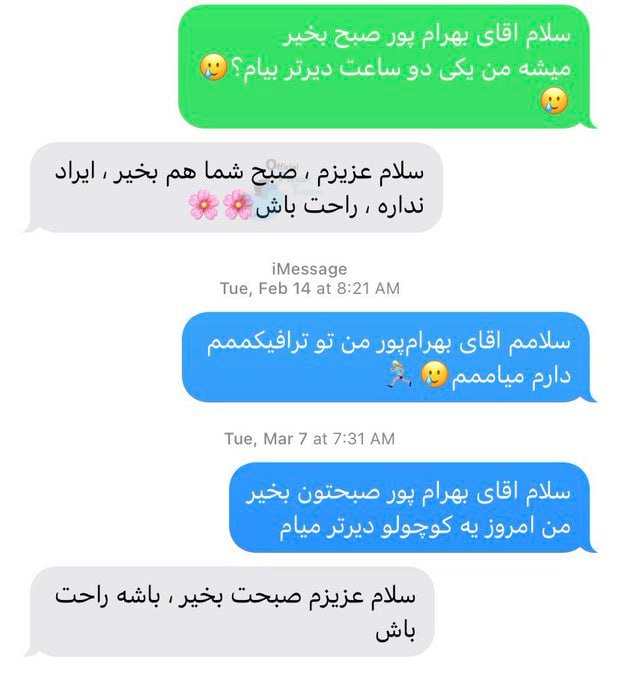 سلام اقای بهرام پور صبح بخیر
میشه من یکی دو ساعت دیرتر بیام؟🥲
🥲
سلام عزیزم ، صبح شما هم بخیر ، ایراد
نداره ، راحت باش🌸🌸
Official
iMessage
Tue, Feb 14 at 8:21 AM
سلامم اقای بهرام‌پور من تو ترافیکممم
دارم میاممم🥲🏃🏼‍♀️
Tue, Mar 7 at 7:31 AM
سلام اقای بهرام پور صبحتون بخیر
من امروز یه کوچولو دیرتر میام
سلام عزیزم صبحت بخیر ، باشه راحت
باش